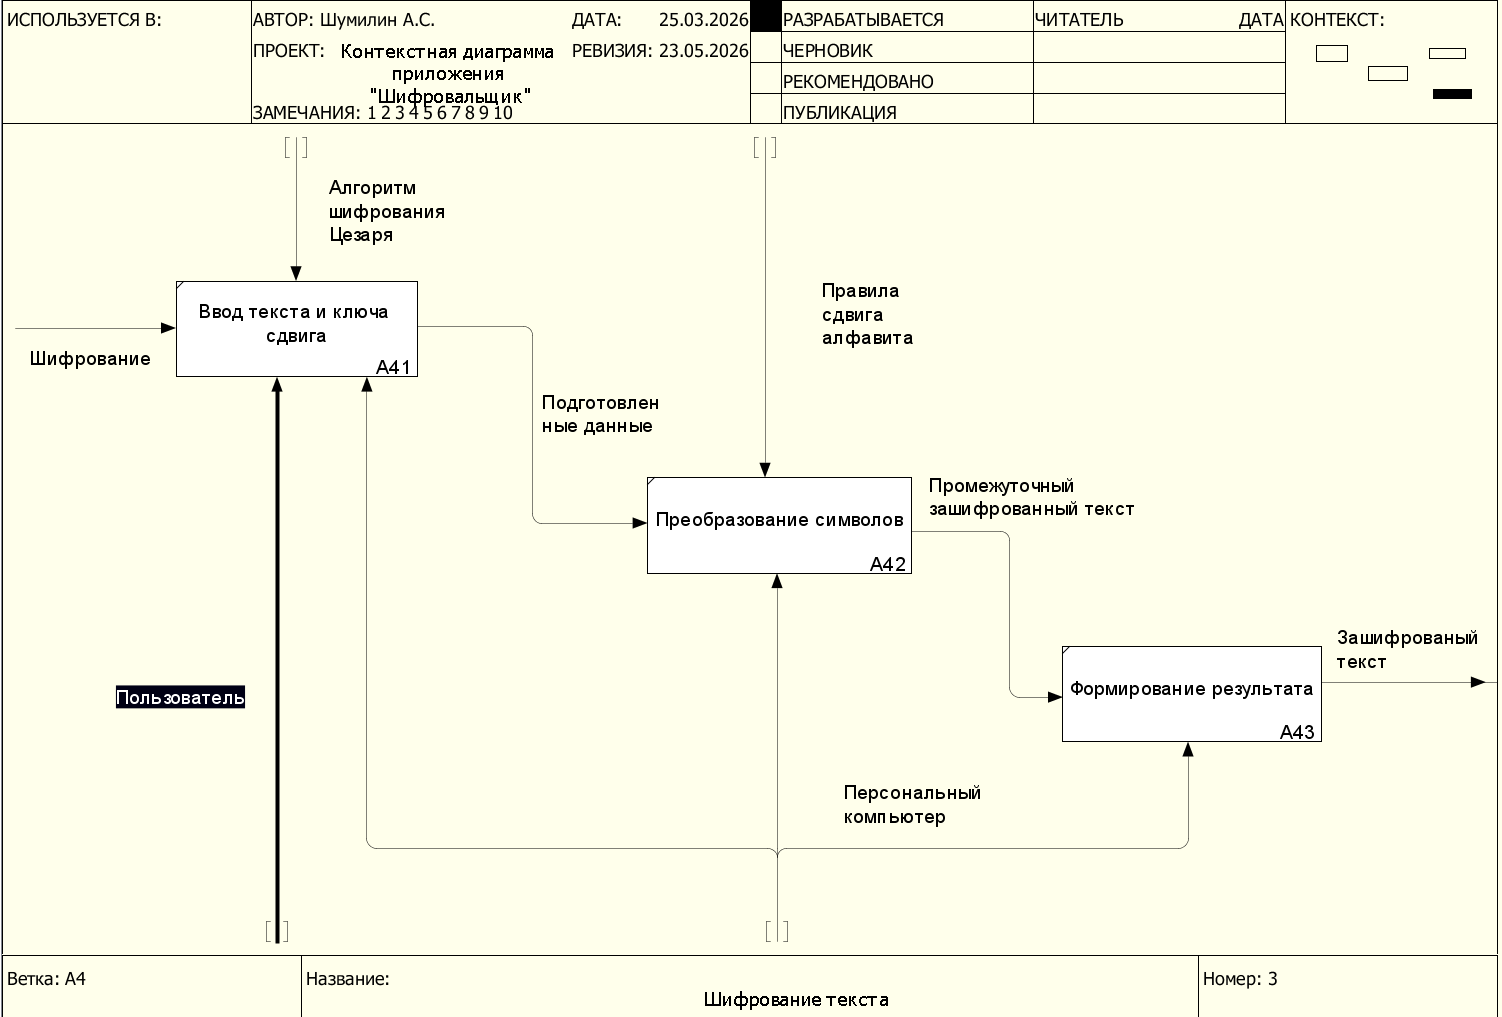 ИСПОЛЬЗУЕТСЯ В:
АВТОР: Шумилин А.С.
ДАТА: 25.03.2026
РАЗРАБАТЫВАЕТСЯ
ЧИТАТЕЛЬ
ДАТА
КОНТЕКСТ:
ПРОЕКТ: Контекстная диаграмма
приложения
"Шифровальщик"
РЕВИЗИЯ: 23.05.2026
ЧЕРНОВИК
РЕКОМЕНДОВАНО
ЗАМЕЧАНИЯ: 1 2 3 4 5 6 7 8 9 10
ПУБЛИКАЦИЯ
Алгоритм
шифрования
Цезаря
Правила
сдвига
алфавита
Ввод текста и ключа
сдвига
A41
Шифрование
Подготовлен
ные данные
Промежуточный
зашифрованный текст
Преобразование символов
A42
Зашифрованый
текст
Формирование результата
A43
Пользователь
Персональный
компьютер
Ветка: A4
Название:
Шифрование текста
Номер: 3